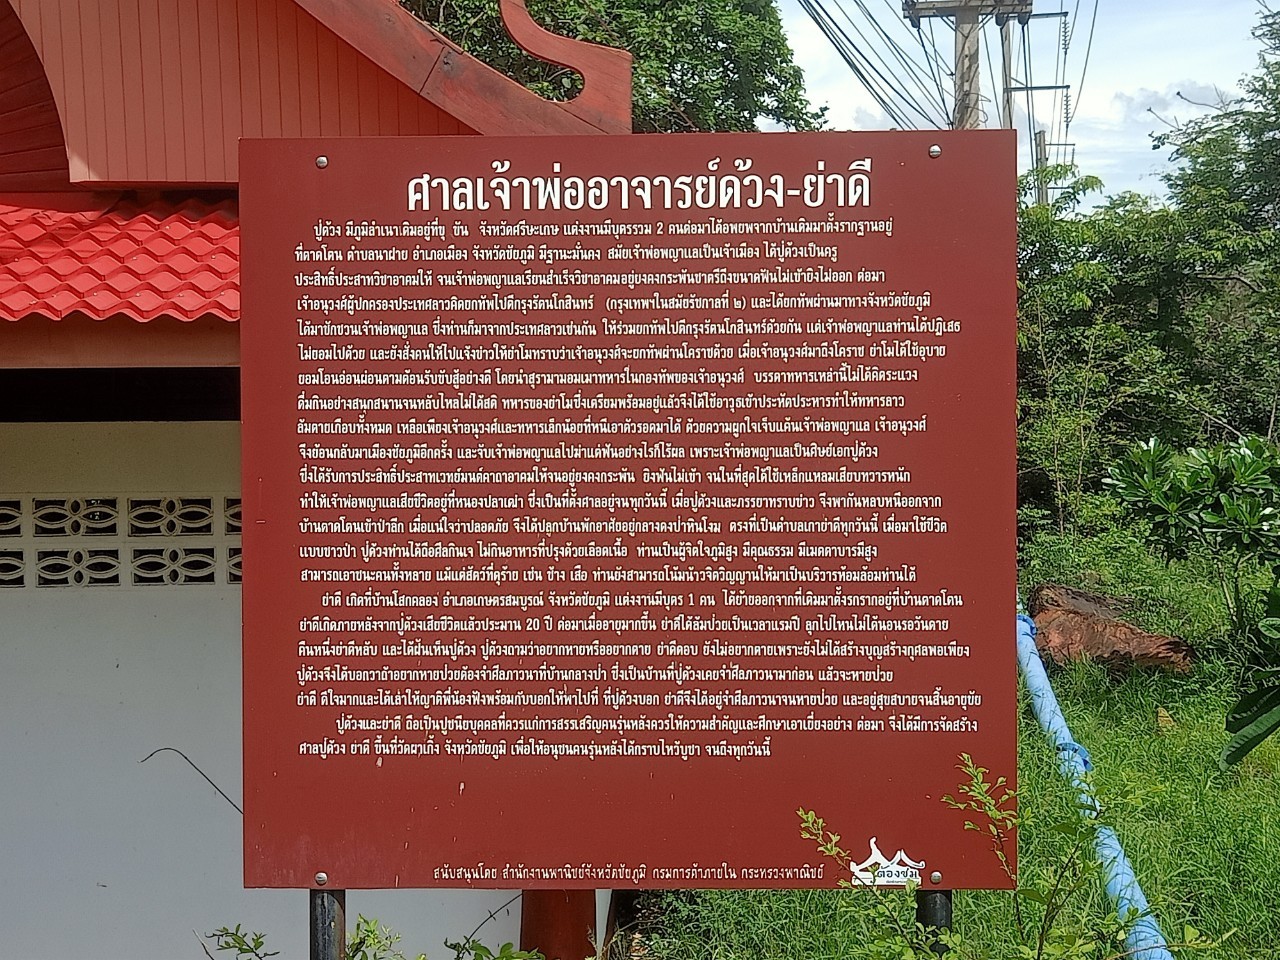 ศาลเจ้าพ่ออาจารย์ด้วง-ย่าดี
ปู่ด้วง มีภูมิลำเนาเดิมอยู่ที่ขุ ขัน จังหวัดศรีษะเกษ แต่งงานมีบุตรรวม 2 คนต่อมาได้อพยพจากบ้านเดิมมาตั้งรากฐานอยู่
ที่ตาดโตน ตำบลนาฝาย อำเภอเมือง จังหวัดชัยภูมิ มีฐานะมั่นคง สมัยเจ้าพ่อพญาแลเป็นเจ้าเมือง ได้ปู่ด้วงเป็นครู
ประสิทธิ์ประสาทวิชาอาคมให้ จนเจ้าพ่อพญาแลเรียนสำเร็จวิชาอาคมอยู่ยงคงกระพันชาตรีถึงขนาดฟันไม่เข้ายิงไม่ออก ต่อมา
เจ้าอนุวงศ์ผู้ปกครองประเทศลาวคิดยกทัพไปตีกรุงรัตนโกสินทร์ (กรุงเทพฯในสมัยรัชกาลที่ ๒) และได้ยกทัพผ่านมาทางจังหวัดชัยภูมิ
ได้มาชักชวนเจ้าพ่อพญาแล ซึ่งท่านก็มาจากประเทศลาวเช่นกัน ให้ร่วมยกทัพไปตีกรุงรัตนโกสินทร์ด้วยกัน แต่เจ้าพ่อพญาแลท่านได้ปฏิเสธ
ไม่ยอมไปด้วย และยังสั่งคนให้ไปแจ้งข่าวให้ย่าโมทราบว่าเจ้าอนุวงศ์จะยกทัพผ่านโคราชด้วย เมื่อเจ้าอนุวงศ์มาถึงโคราช ย่าโมได้ใช้อุบาย
ยอมโอนอ่อนผ่อนตามต้อนรับขับสู้อย่างดี โดยนำสุรามามอมเมาทหารในกองทัพของเจ้าอนุวงศ์ บรรดาทหารเหล่านี้ไม่ได้คิดระแวง
ดื่มกินอย่างสนุกสนานจนหลับไหลไม่ได้สติ ทหารของย่าโมซึ่งเตรียมพร้อมอยู่แล้วจึงได้ใช้อาวุธเข้าประหัตประหารทำให้ทหารลาว
ล้มตายเกือบทั้งหมด เหลือเพียงเจ้าอนุวงศ์และทหารเล็กน้อยที่หนีเอาตัวรอดมาได้ ด้วยความผูกใจเจ็บแค้นเจ้าพ่อพญาแล เจ้าอนุวงศ์
จึงย้อนกลับมาเมืองชัยภูมิอีกครั้ง และจับเจ้าพ่อพญาแลไปฆ่าแต่ฟันอย่างไรก็ไร้ผล เพราะเจ้าพ่อพญาแลเป็นศิษย์เอกปู่ด้วง
ซึ่งได้รับการประสิทธิ์ประสาทเวทย์มนต์คาถาอาคมให้จนอยู่ยงคงกระพัน ยิงฟันไม่เข้า จนในที่สุดได้ใช้เหล็กแหลมเสียบทวารหนัก
ทำให้เจ้าพ่อพญาแลเสียชีวิตอยู่ที่หนองปลาเฒ่า ซึ่งเป็นที่ตั้งศาลอยู่จนทุกวันนี้ เมื่อปู่ด้วงและภรรยาทราบข่าว จึงพากันหลบหนีออกจาก
บ้านตาดโตนเข้าป่าลึก เมื่อแน่ใจว่าปลอดภัย จึงได้ปลูกบ้านพักอาศัยอยู่กลางดงป่าหินโงม ตรงที่เป็นตำบลเก่าย่าดีทุกวันนี้ เมื่อมาใช้ชีวิต
แบบชาวป่า ปู่ด้วงท่านได้ถือศีลกินเจ ไม่กินอาหารที่ปรุงด้วยเลือดเนื้อ ท่านเป็นผู้จิตใจภูมิสูง มีคุณธรรม มีเมตตาบารมีสูง
สามารถเอาชนะคนทั้งหลาย แม้แต่สัตว์ที่ดุร้าย เช่น ช้าง เสือ ท่านยังสามารถโน้มน้าวจิตวิญญานให้มาเป็นบริวารห้อมล้อมท่านได้
ย่าดี เกิดที่บ้านโสกคลอง อำเภอเกษตรสมบูรณ์ จังหวัดชัยภูมิ แต่งงานมีบุตร 1 คน ได้ย้ายออกจากที่เดิมมาตั้งรกรากอยู่ที่บ้านตาดโตน
ย่าดีเกิดภายหลังจากปู่ด้วงเสียชีวิตแล้วประมาน 20 ปี ต่อมาเมื่ออายุมากขึ้น ย่าดีได้ล้มป่วยเป็นเวลาแรมปี ลุกไปไหนไม่ได้นอนรอวันตาย
คืนหนึ่งย่าดีหลับ และได้ฝันเห็นปู่ด้วง ปู่ด้วงถามว่าอยากหายหรืออยากตาย ย่าดีตอบ ยังไม่อยากตายเพราะยังไม่ได้สร้างบุญสร้างกุศลพอเพียง
ปู่ด้วงจึงได้บอกว่าถ้าอยากหายป่วยต้องจำศีลภาวนาที่บ้านกลางป่า ซึ่งเป็นบ้านที่ปู่ด้วงเคยจำศีลภาวนามาก่อน แล้วจะหายป่วย
ย่าดี ดีใจมากและได้เล่าให้ญาติพี่น้องฟังพร้อมกับบอกให้พาไปที่ ที่ปู่ด้วงบอก ย่าดีจึงได้อยู่จำศีลภาวนาจนหายป่วย และอยู่สุขสบายจนสิ้นอายุขัย
ปู่ด้วงและย่าดี ถือเป็นปูชนียบุคคลที่ควรแก่การสรรเสริญคนรุ่นหลังควรให้ความสำคัญและศึกษาเอาเยี่ยงอย่าง ต่อมา จึงได้มีการจัดสร้าง
ศาลปู่ด้วง ย่าดี ขึ้นที่วัดผาเกิ้ง จังหวัดชัยภูมิ เพื่อให้อนุชนคนรุ่นหลังได้กราบไหว้บูชา จนถึงทุกวันนี้
สนับสนุนโดย สำนักงานพานิชย์จังหวัดชัยภูมิ กรมการค้าภายใน กระทรวงพาณิชย์
ต้องชม